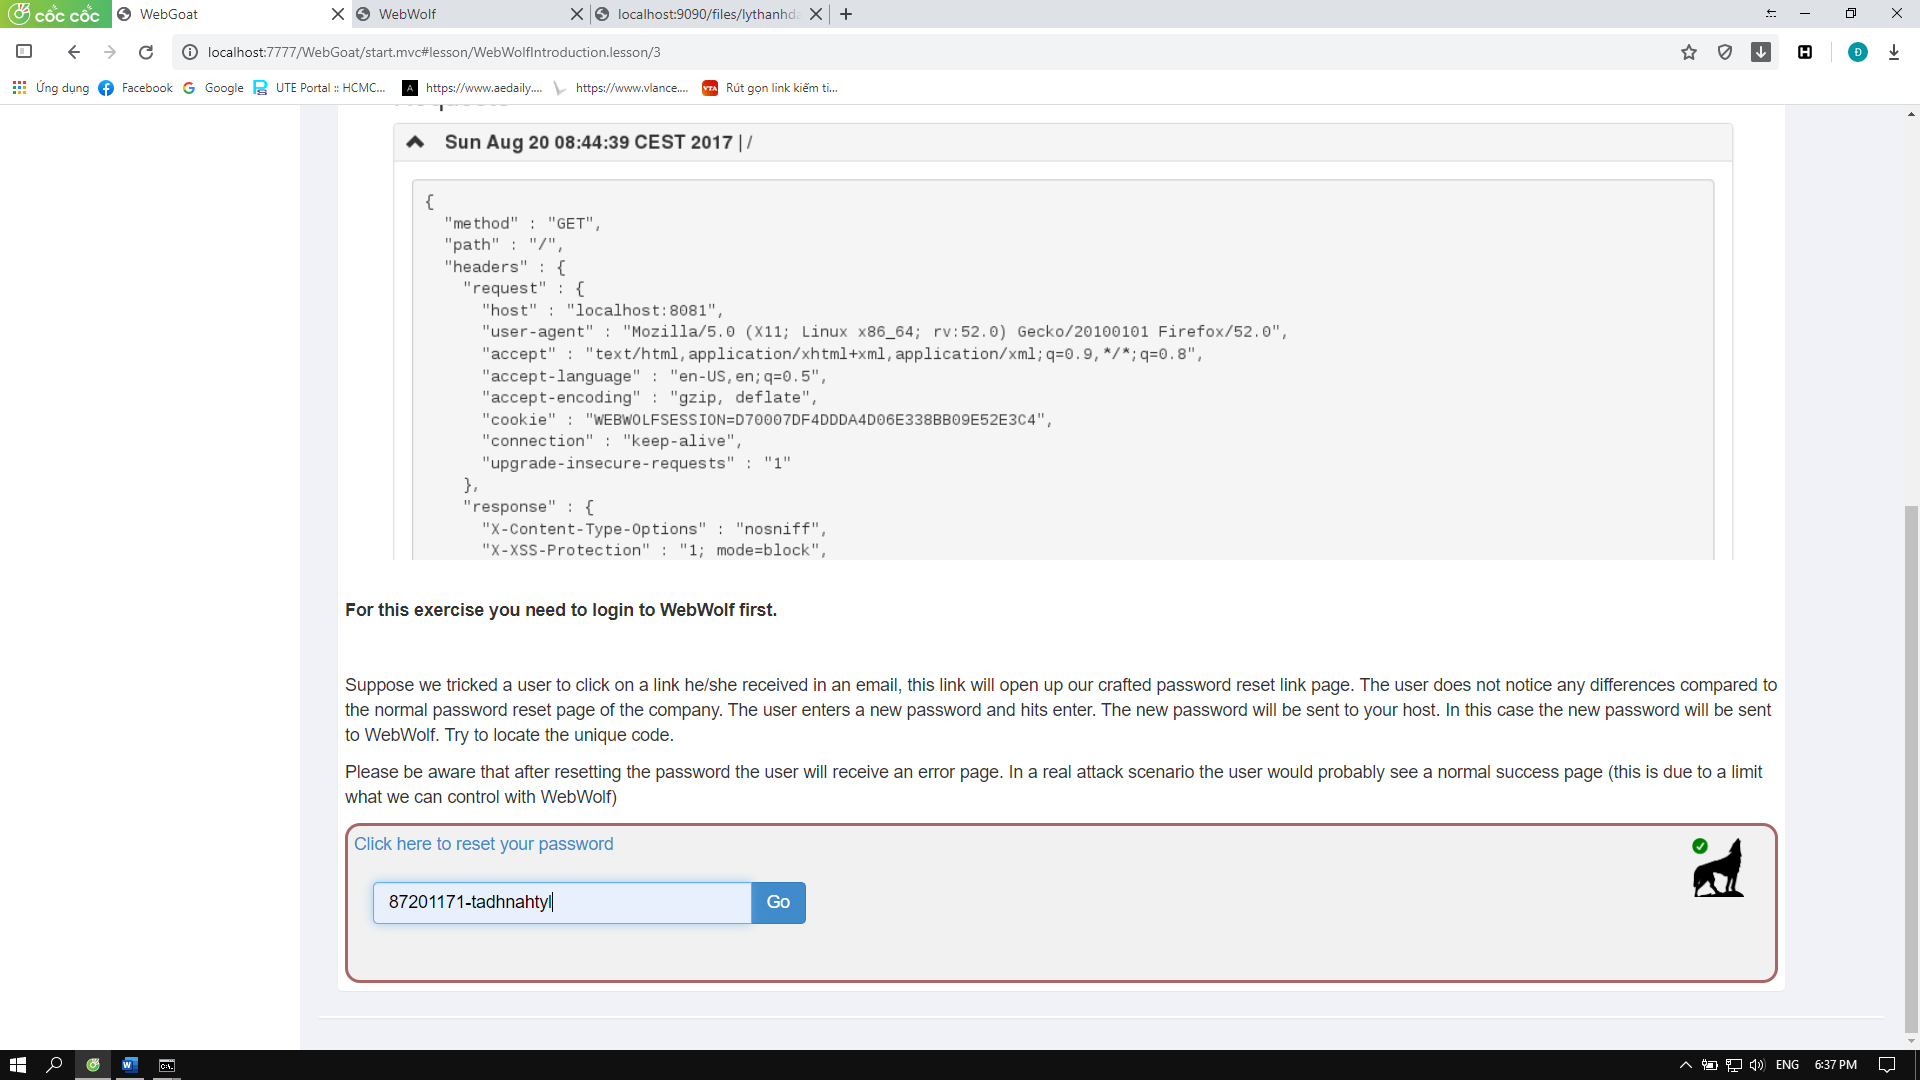 cốc cốc
WebGoat
WebWolf
localhost:9090/files/lythanhda
localhost:7777/WebGoat/start.mvc#lesson/WebWolfIntroduction.lesson/3
Đ
Ứng dụng
Facebook
Google
UTE Portal :: HCMC...
https://www.aedaily....
https://www.vlance....
Rút gọn link kiếm ti...
Sun Aug 20 08:44:39 CEST 2017 | /
{
"method" : "GET",
"path" : "/",
"headers" : {
"request" : {
"host" : "localhost:8081",
"user-agent" : "Mozilla/5.0 (X11; Linux x86_64; rv:52.0) Gecko/20100101 Firefox/52.0",
"accept" : "text/html,application/xhtml+xml,application/xml;q=0.9,*/*;q=0.8",
"accept-language" : "en-US,en;q=0.5",
"accept-encoding" : "gzip, deflate",
"cookie" : "WEBWOLFSESSION=D70007DF4DDDA4D06E338BB09E52E3C4",
"connection" : "keep-alive",
"upgrade-insecure-requests" : "1"
},
"response" : {
"X-Content-Type-Options" : "nosniff",
"X-XSS-Protection" : "1; mode=block",
For this exercise you need to login to WebWolf first.
Suppose we tricked a user to click on a link he/she received in an email, this link will open up our crafted password reset link page. The user does not notice any differences compared to
the normal password reset page of the company. The user enters a new password and hits enter. The new password will be sent to your host. In this case the new password will be sent
to WebWolf. Try to locate the unique code.
Please be aware that after resetting the password the user will receive an error page. In a real attack scenario the user would probably see a normal success page (this is due to a limit
what we can control with WebWolf)
Click here to reset your password
87201171-tadhnahtyl
Go
ENG
6:37 PM